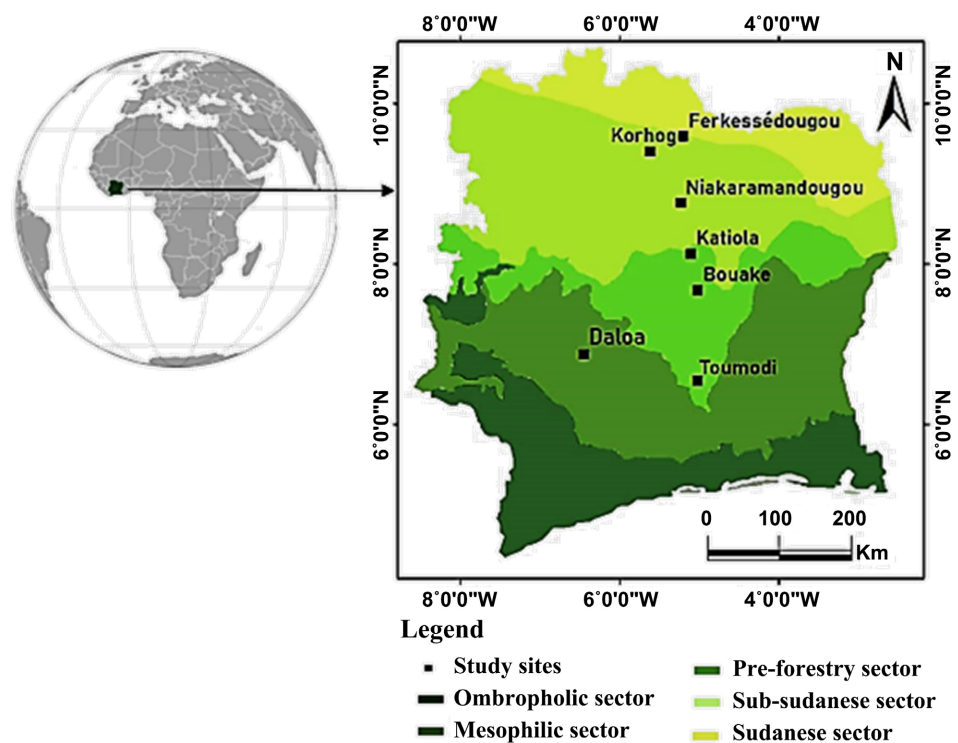 8˚0'0"W 6˚0'0"W 4˚0'0"W
N
10˚0'0"N 10˚0'0"N
Ferkessédougou
Korhog
Niakaramandougou
Katiola
8˚0'0"N 8˚0'0"N
Bouake
Daloa
Toumodi
6˚0'0"N 6˚0'0"N
0 100 200
Km
8˚0'0"W 6˚0'0"W 4˚0'0"W
Legend
Study sites
Ombropholic sector
Mesophilic sector
Pre-forestry sector
Sub-sudanese sector
Sudanese sector